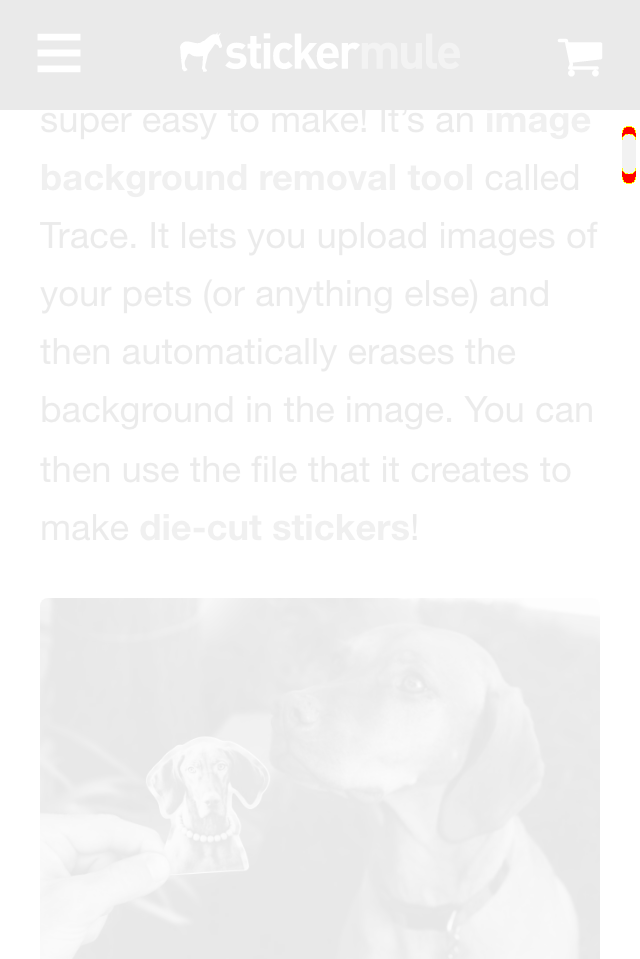 stickermule
super easy to make! It’s an image
background removal tool called
Trace. It lets you upload images of
your pets (or anything else) and
then automatically erases the
background in the image. You can
then use the file that it creates to
make die-cut stickers!